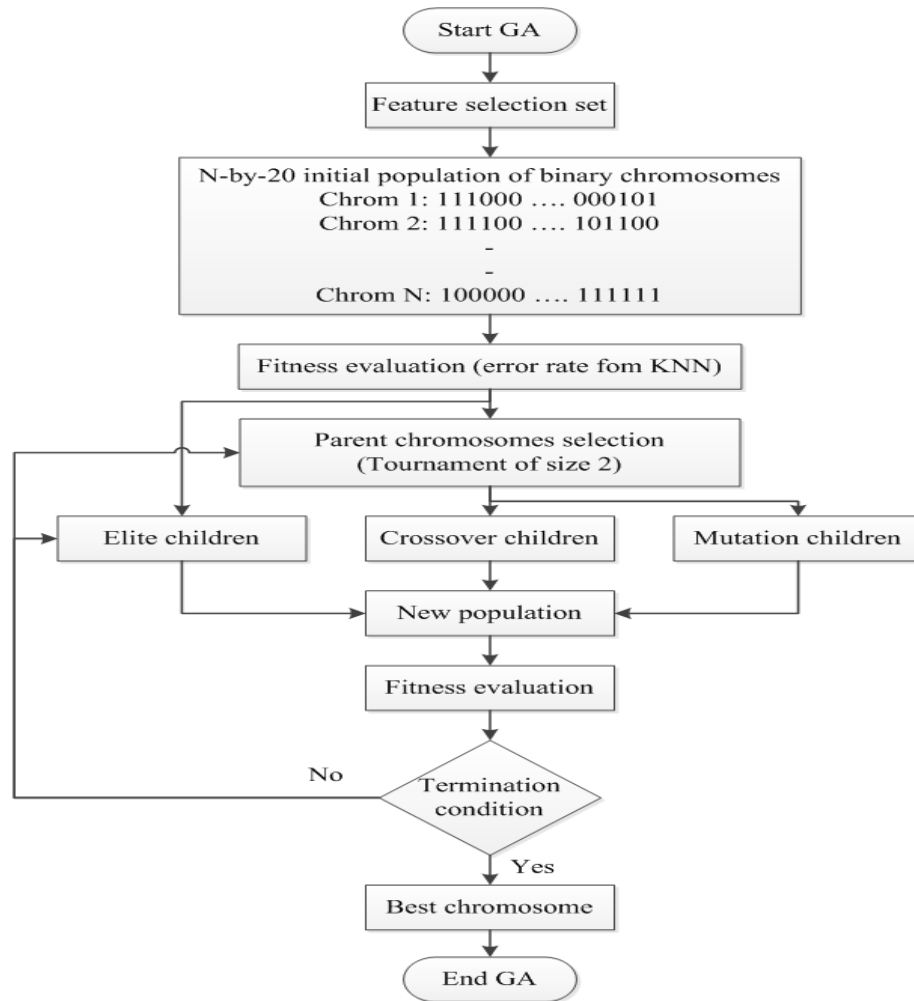 Start GA
Feature selection set
N-by-20 initial population of binary chromosomes
Chrom 1: 111000 .... 000101
Chrom 2: 111100 .... 101100
-
-
Chrom N: 100000 .... 111111
Fitness evaluation (error rate fom KNN)
Parent chromosomes selection
(Tournament of size 2)
Elite children
Crossover children
Mutation children
New population
Fitness evaluation
No
Termination
condition
Yes
Best chromosome
End GA